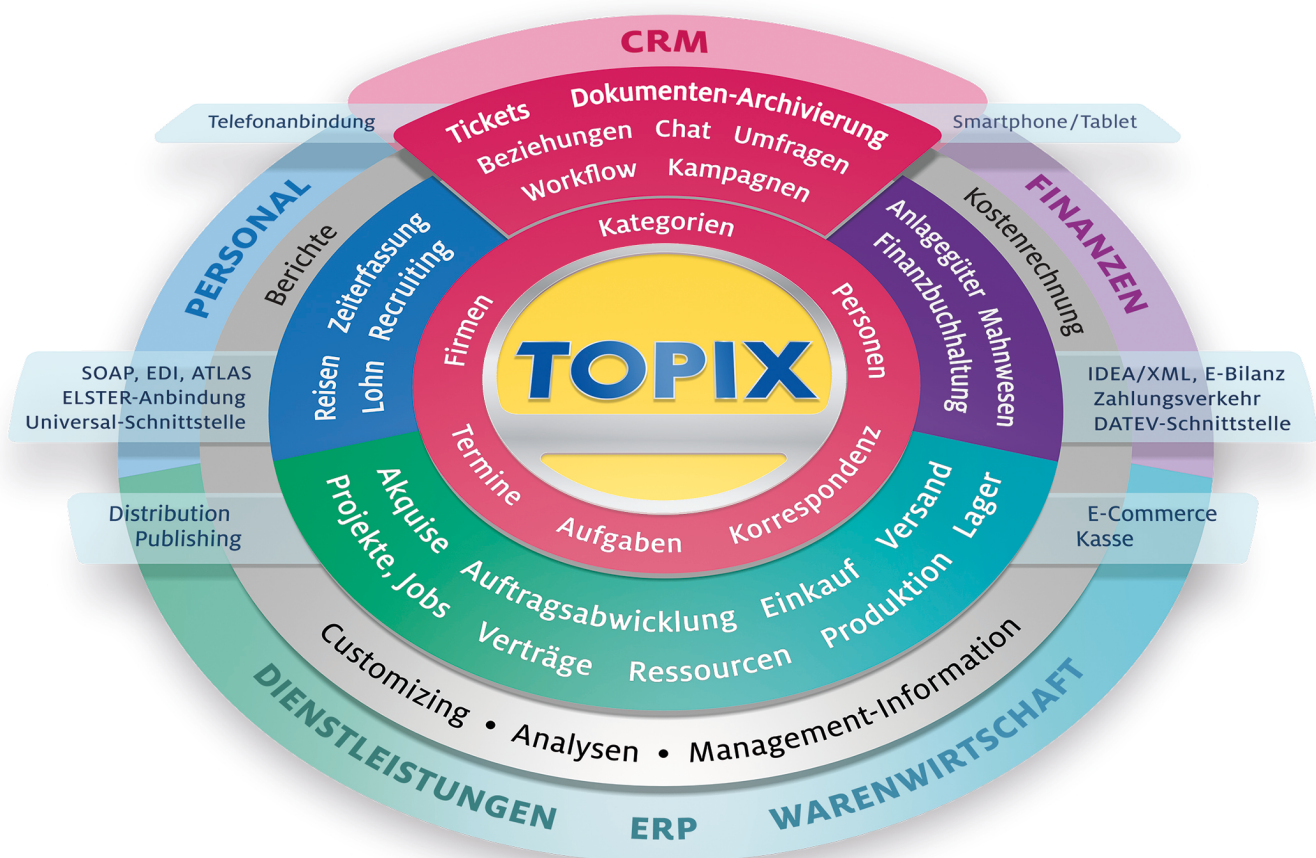 CRM
Tickets
Dokumenten-Archivierung
Beziehungen
Chat
Umfragen
Workflow
Kampagnen
Telefonanbindung
Smartphone/Tablet
PERSONAL
Berichte
Zeiterfassung
Recruiting
Reisen
Lohn
FINANZEN
Kostenrechnung
Anlagegüter
Mahnwesen
Finanzbuchhaltung
Kategorien
Firmen
Personen
TOPIX
Termine
Aufgaben
Korrespondenz
SOAP, EDI, ATLAS
ELSTER-Anbindung
Universal-Schnittstelle
IDEA/XML, E-Bilanz
Zahlungsverkehr
DATEV-Schnittstelle
Distribution
Publishing
E-Commerce
Kasse
Akquise
Projekte, Jobs
Auftragsabwicklung
Verträge
Ressourcen
Einkauf
Versand
Produktion
Lager
Customizing • Analysen • Management-Information
DIENSTLEISTUNGEN
ERP
WARENWIRTSCHAFT